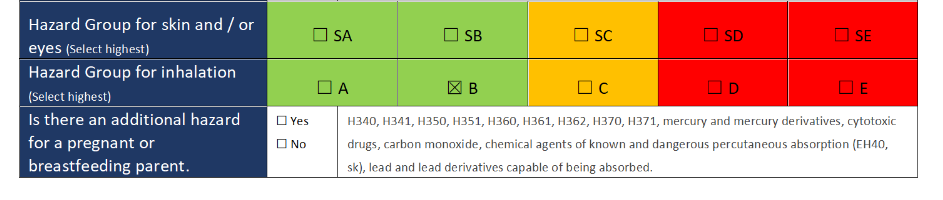 Hazard Group for skin and / or
eyes (Select highest)
☐ SA
☐ SB
☐ SC
☐ SD
☐ SE
Hazard Group for inhalation
(Select highest)
☐ A
☒ B
☐ C
☐ D
☐ E
Is there an additional hazard
for a pregnant or
breastfeeding parent.
☐ Yes
☐ No
H340, H341, H350, H351, H360, H361, H362, H370, H371, mercury and mercury derivatives, cytotoxic
drugs, carbon monoxide, chemical agents of known and dangerous percutaneous absorption (EH40,
sk), lead and lead derivatives capable of being absorbed.